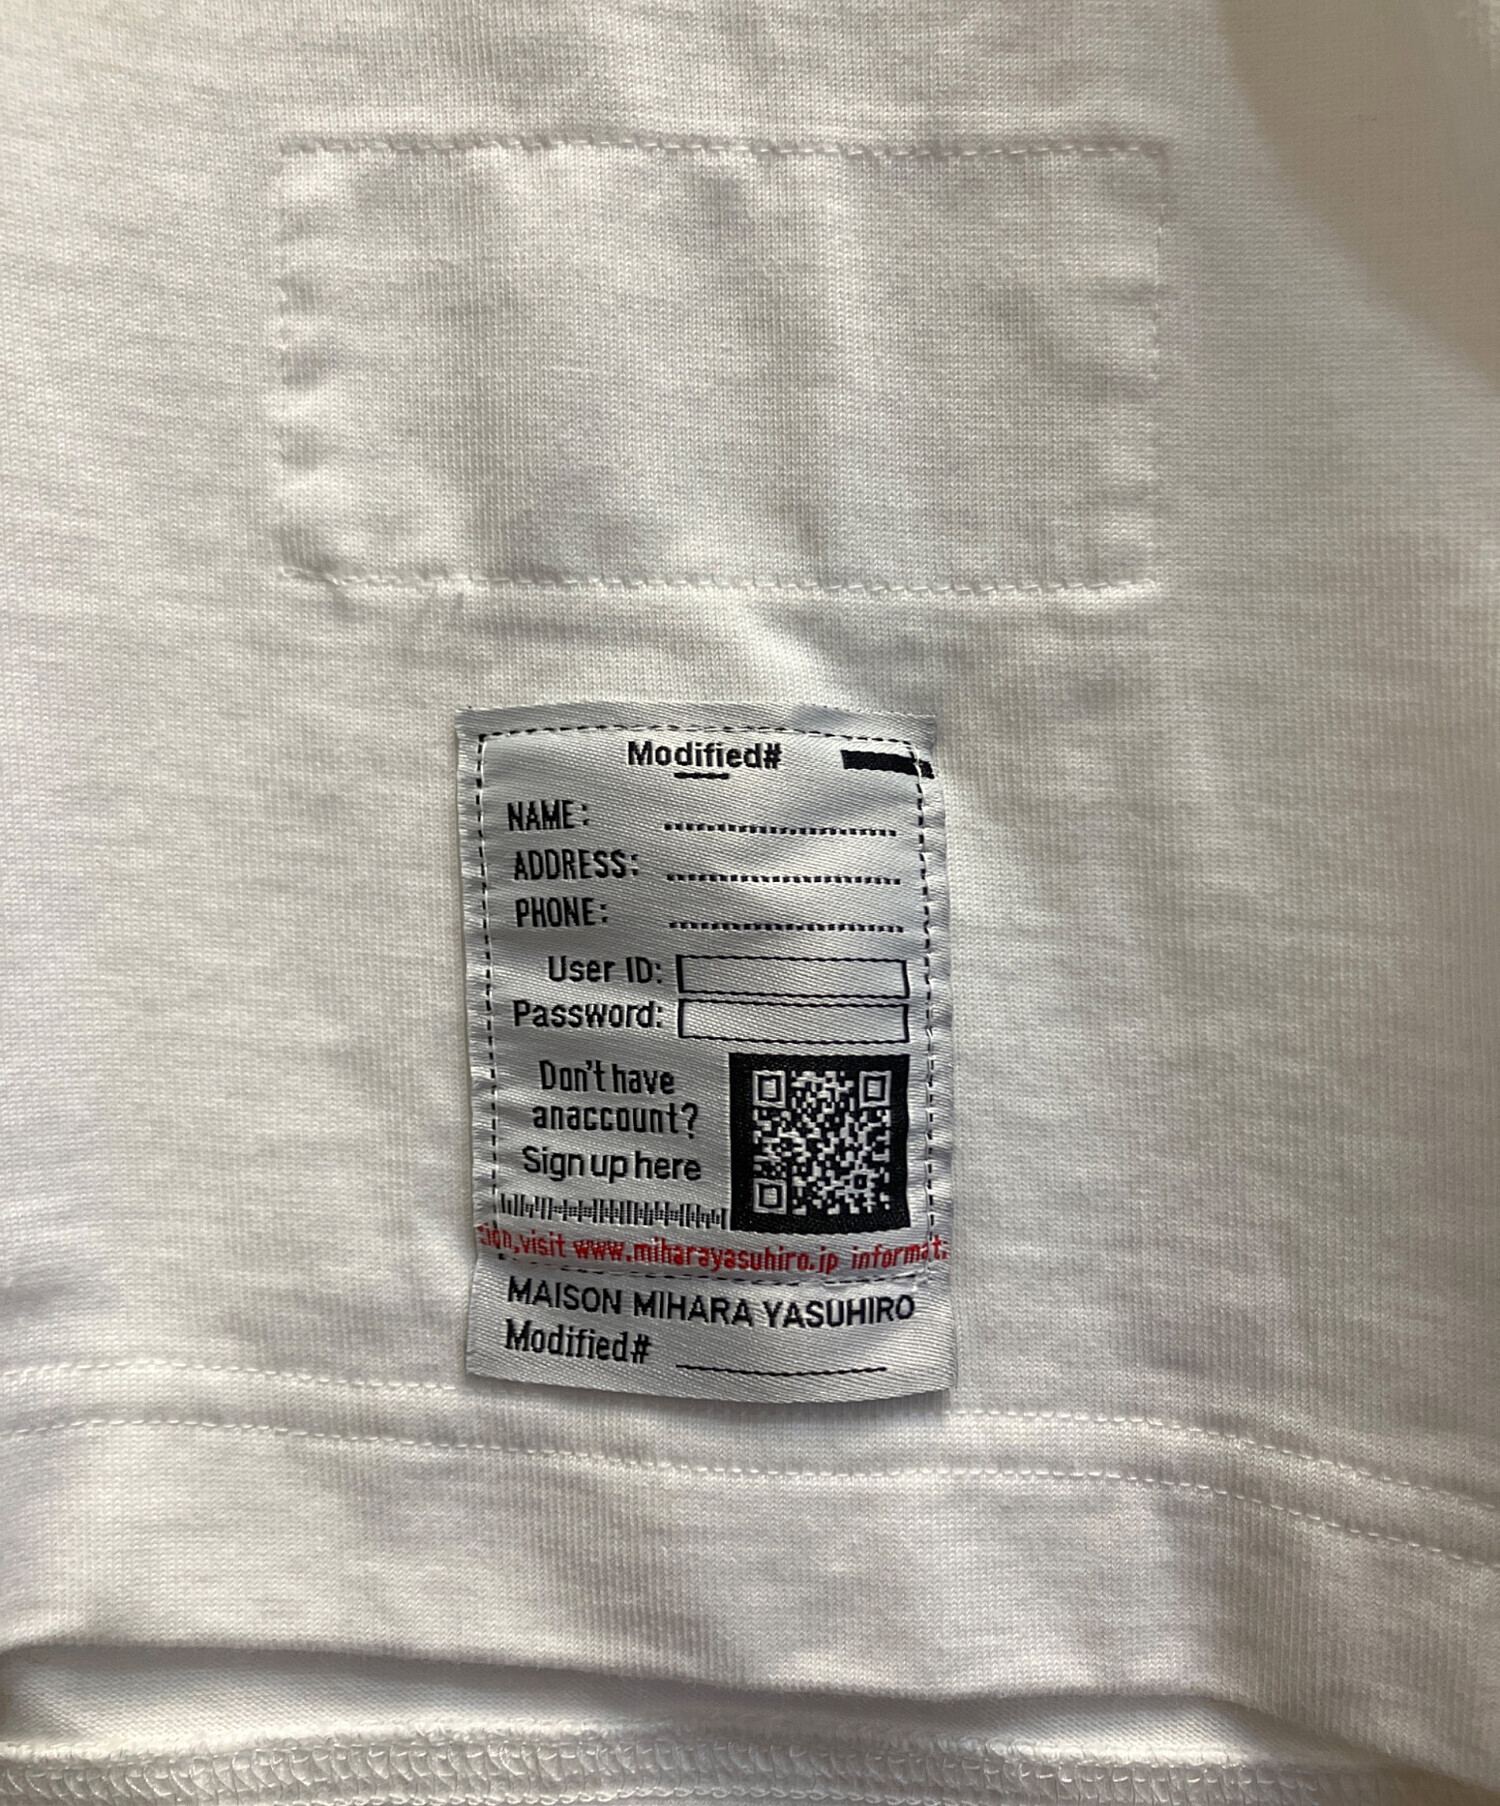 Modified#
NAME: ....................
ADDRESS: ....................
PHONE: ....................
User ID:
Password:
Don't have
anaccount?
Sign up here
tion,visit www.miharayasuhiro.jp informat
MAISON MIHARA YASUHIRO
Modified# ____________